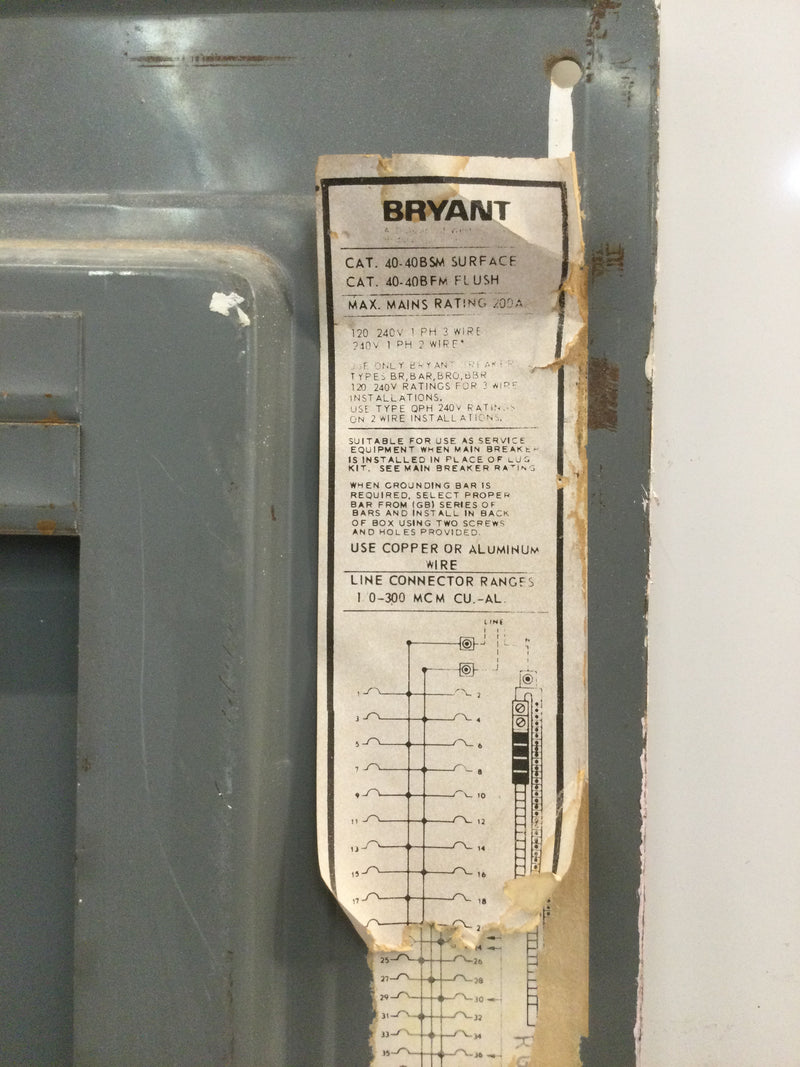 BRYANT
CAT. 40-40BSM SURFACE
CAT. 40-40BFM FLUSH
MAX. MAINS RATING 200A.
120 240V 1 PH 3 WIRE
240V 1 PH 2 WIRE*
USE ONLY BRYANT BREAKER
TYPES BR,BAR,BRO,BBR
120 240V RATINGS FOR 3 WIRE
INSTALLATIONS.
USE TYPE QPH 240V RATINGS
ON 2 WIRE INSTALLATIONS.
SUITABLE FOR USE AS SERVICE
EQUIPMENT WHEN MAIN BREAKER
IS INSTALLED IN PLACE OF LUG
KIT. SEE MAIN BREAKER RATING
WHEN GROUNDING BAR IS
REQUIRED, SELECT PROPER
BAR FROM (GB) SERIES OF
BARS AND INSTALL IN BACK
OF BOX USING TWO SCREWS
AND HOLES PROVIDED.
USE COPPER OR ALUMINUM
WIRE
LINE CONNECTOR RANGES
1 0-300 MCM CU.-AL.
LINE
N
1 2
3 4
5 6
7 8
9 10
11 12
13 14
15 16
17 18
2
25 26
27 28
29 30
31 32
33 34
35 36